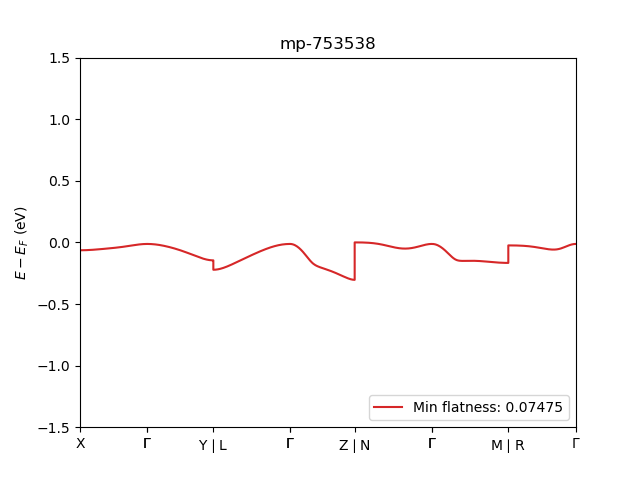 mp-753538
1.5
1.0
0.5
0.0
−0.5
−1.0
−1.5
E − E_F (eV)
Min flatness: 0.07475
X Γ Y | L Γ Z | N Γ M | R Γ